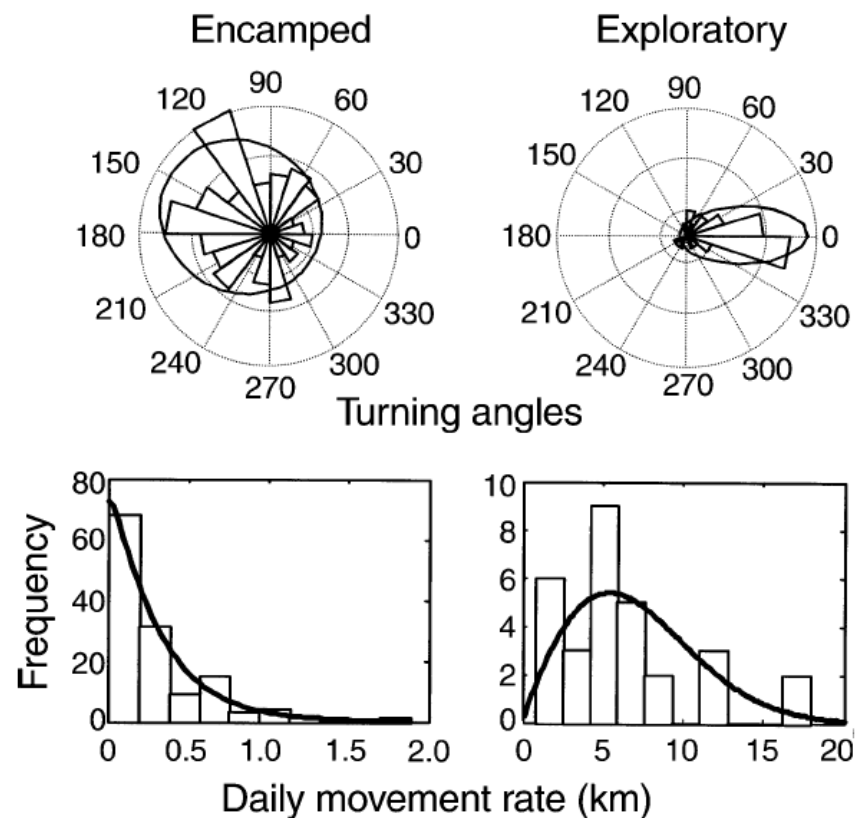 Encamped Exploratory
90 90
120 60 120 60
150 30 150 30
180 0 180 0
210 330 210 330
240 300 240 300
270 270
Turning angles
80 10
60 8
40 6
20 4
0 2
0
Frequency
0 0.5 1.0 1.5 2.0 0 5 10 15 20
Daily movement rate (km)